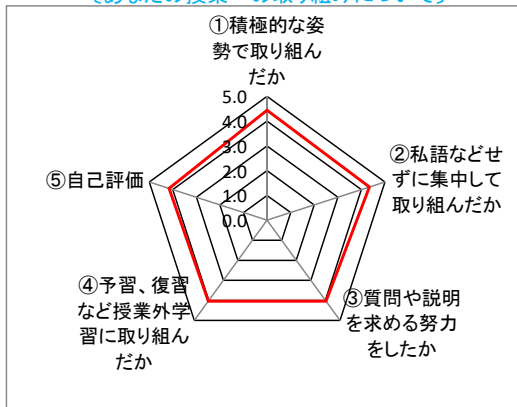 ①積極的な姿
勢で取り組ん
だか
5.0
4.0
3.0
2.0
1.0
0.0
②私語などせ
ずに集中して
取り組んだか
③質問や説明
を求める努力
をしたか
④予習、復習
など授業外学
習に取り組ん
だか
⑤自己評価